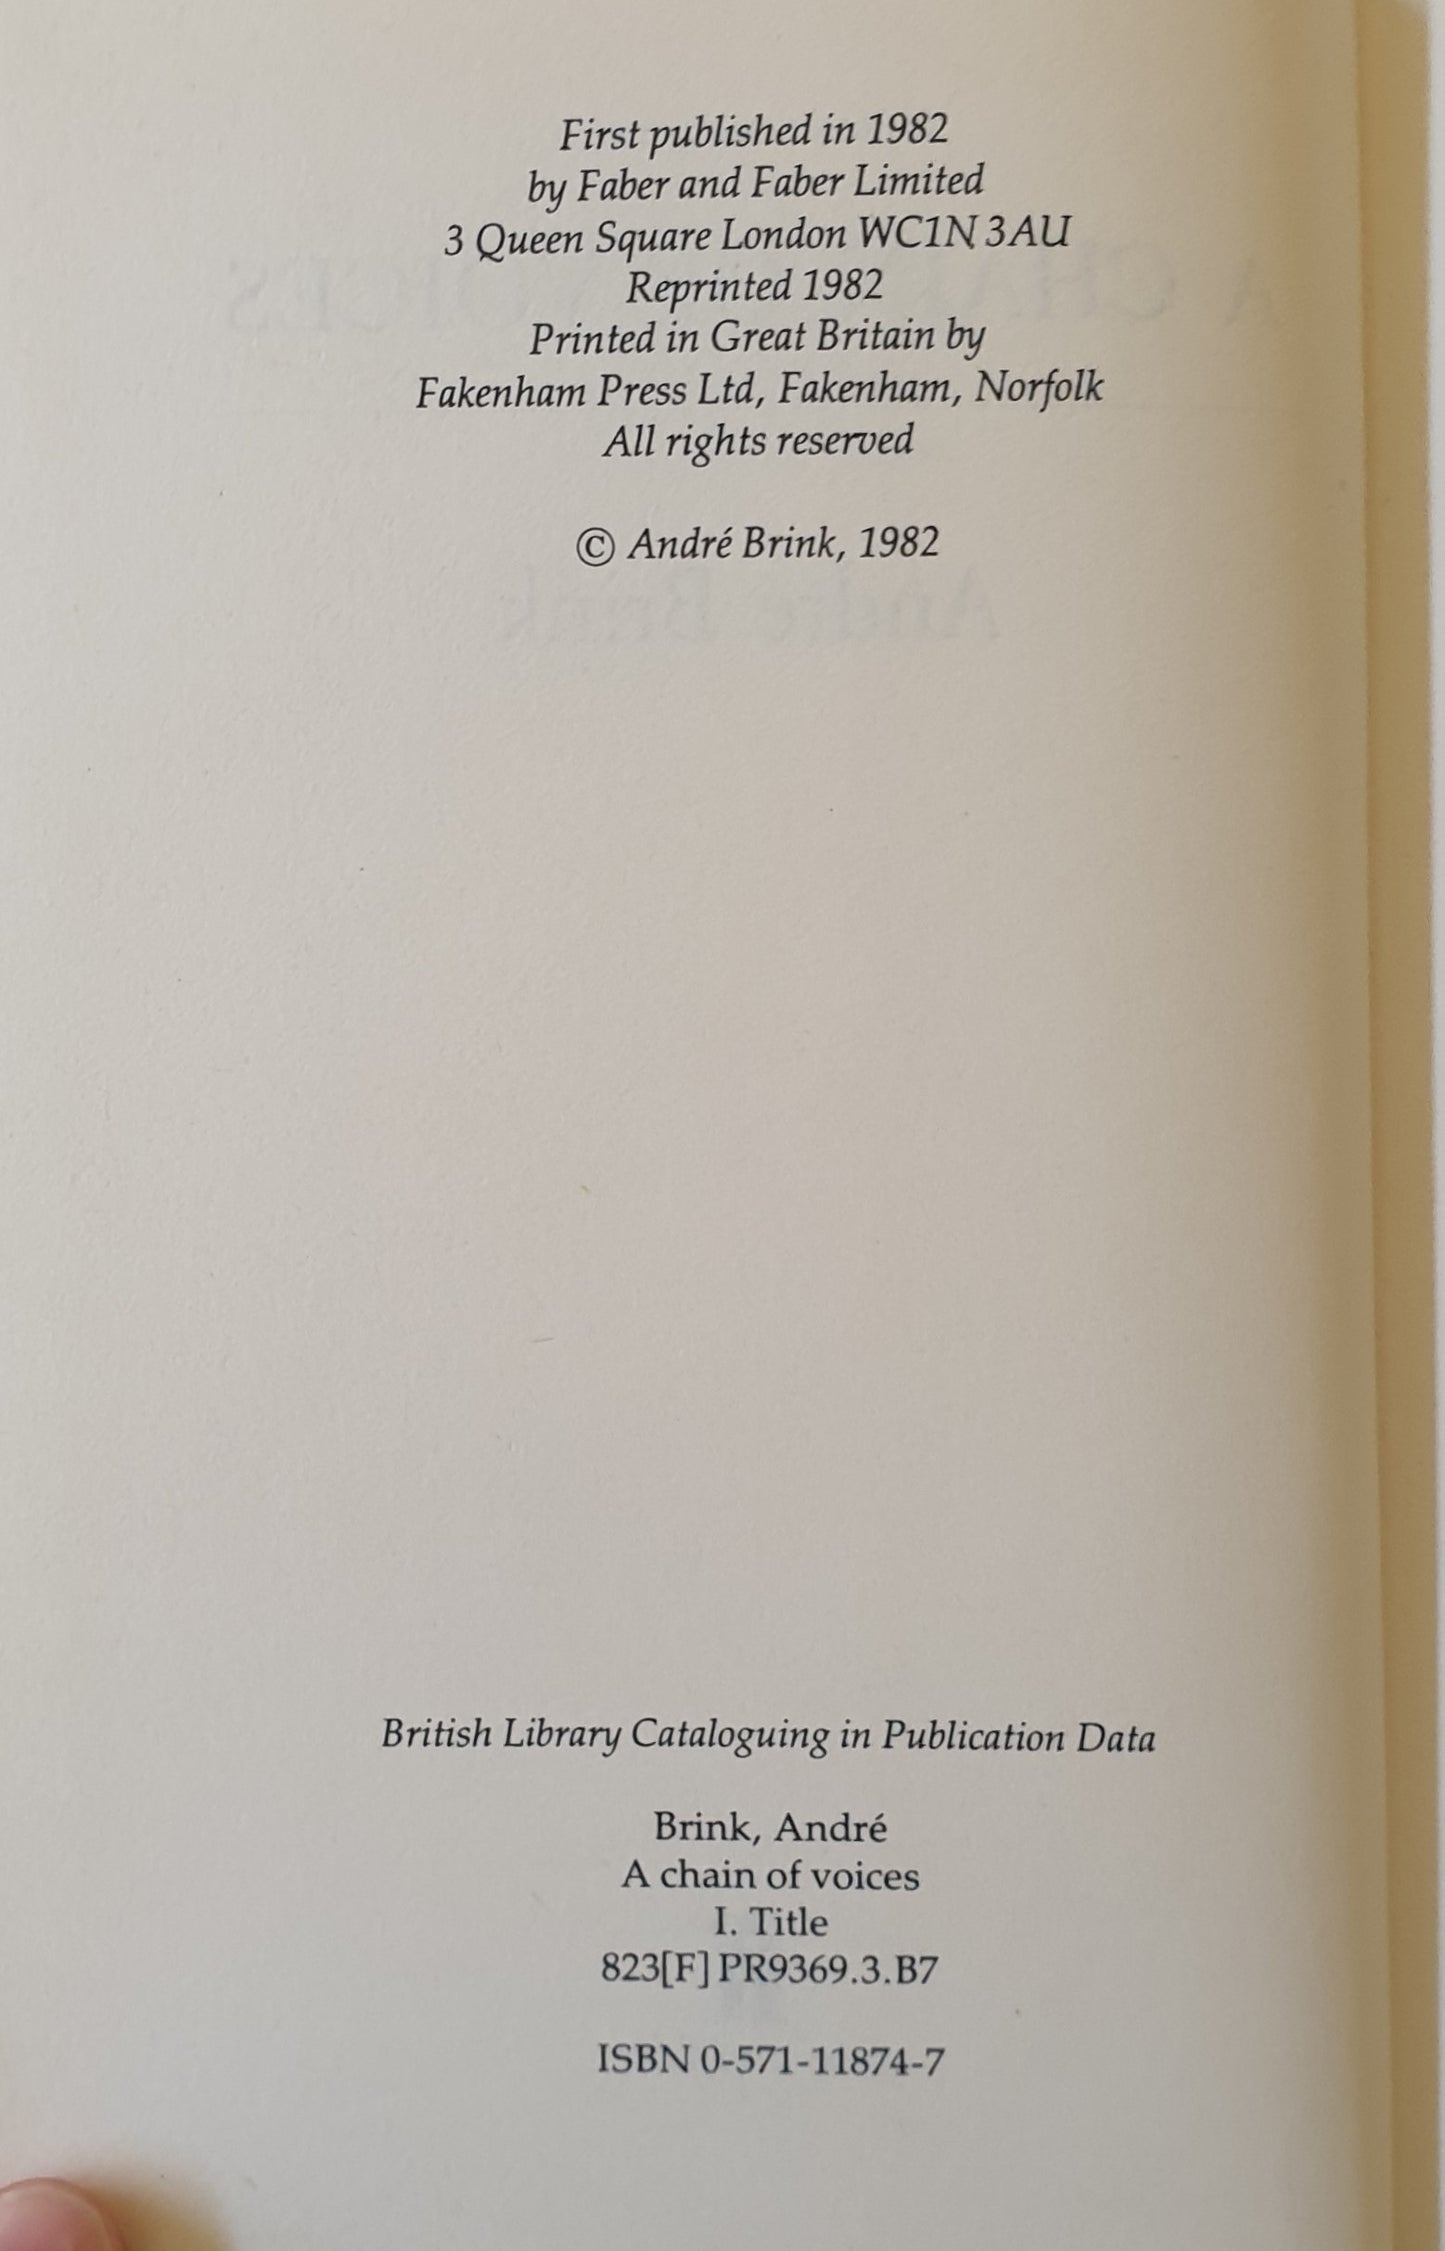 First published in 1982
by Faber and Faber Limited
3 Queen Square London WC1N 3AU
Reprinted 1982
Printed in Great Britain by
Fakenham Press Ltd, Fakenham, Norfolk
All rights reserved
© André Brink, 1982
British Library Cataloguing in Publication Data
Brink, André
A chain of voices
I. Title
823[F] PR9369.3.B7
ISBN 0-571-11874-7